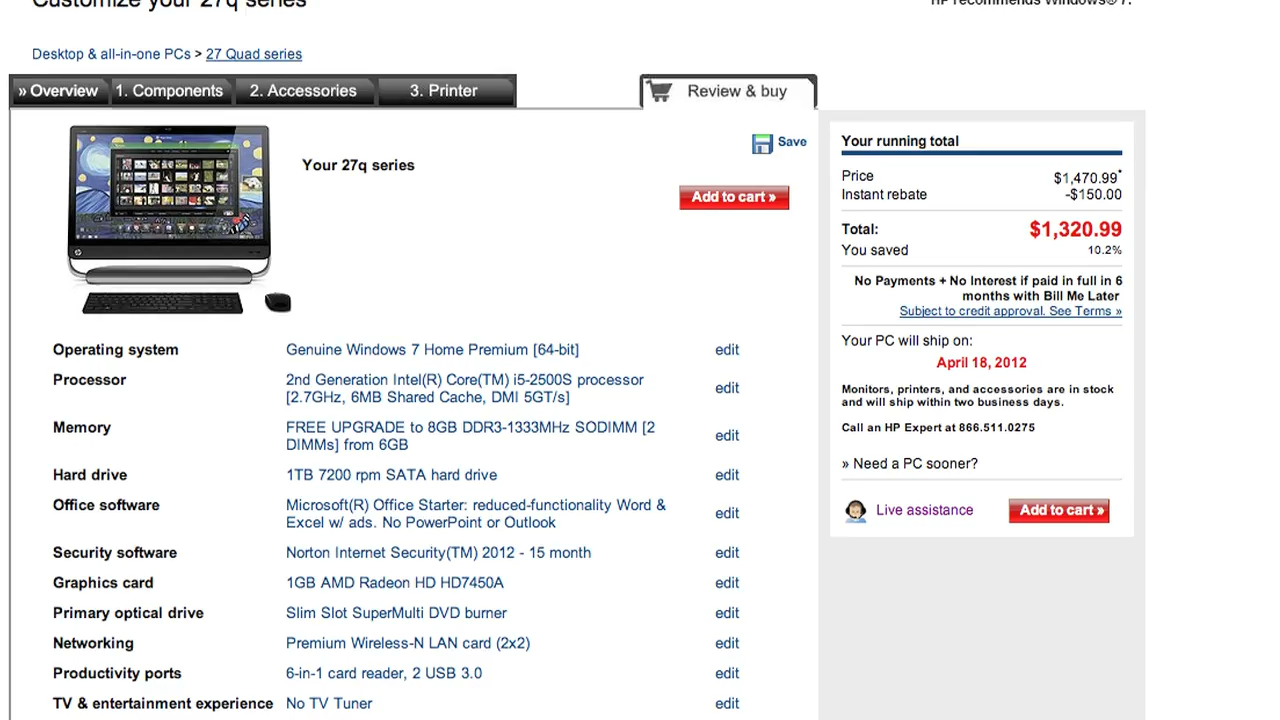 Customize your 27q series
HP recommends Windows® 7.
Desktop & all-in-one PCs > 27 Quad series
» Overview
1. Components
2. Accessories
3. Printer
Review & buy
Save
Your 27q series
Add to cart »
Operating system
Genuine Windows 7 Home Premium [64-bit]
edit
Processor
2nd Generation Intel(R) Core(TM) i5-2500S processor
[2.7GHz, 6MB Shared Cache, DMI 5GT/s]
edit
Memory
FREE UPGRADE to 8GB DDR3-1333MHz SODIMM [2
DIMMs] from 6GB
edit
Hard drive
1TB 7200 rpm SATA hard drive
edit
Office software
Microsoft(R) Office Starter: reduced-functionality Word &
Excel w/ ads. No PowerPoint or Outlook
edit
Security software
Norton Internet Security(TM) 2012 - 15 month
edit
Graphics card
1GB AMD Radeon HD HD7450A
edit
Primary optical drive
Slim Slot SuperMulti DVD burner
edit
Networking
Premium Wireless-N LAN card (2x2)
edit
Productivity ports
6-in-1 card reader, 2 USB 3.0
edit
TV & entertainment experience
No TV Tuner
edit
Your running total
Price
$1,470.99*
Instant rebate
-$150.00
Total:
$1,320.99
You saved
10.2%
No Payments + No Interest if paid in full in 6
months with Bill Me Later
Subject to credit approval. See Terms »
Your PC will ship on:
April 18, 2012
Monitors, printers, and accessories are in stock
and will ship within two business days.
Call an HP Expert at 866.511.0275
» Need a PC sooner?
Live assistance
Add to cart »